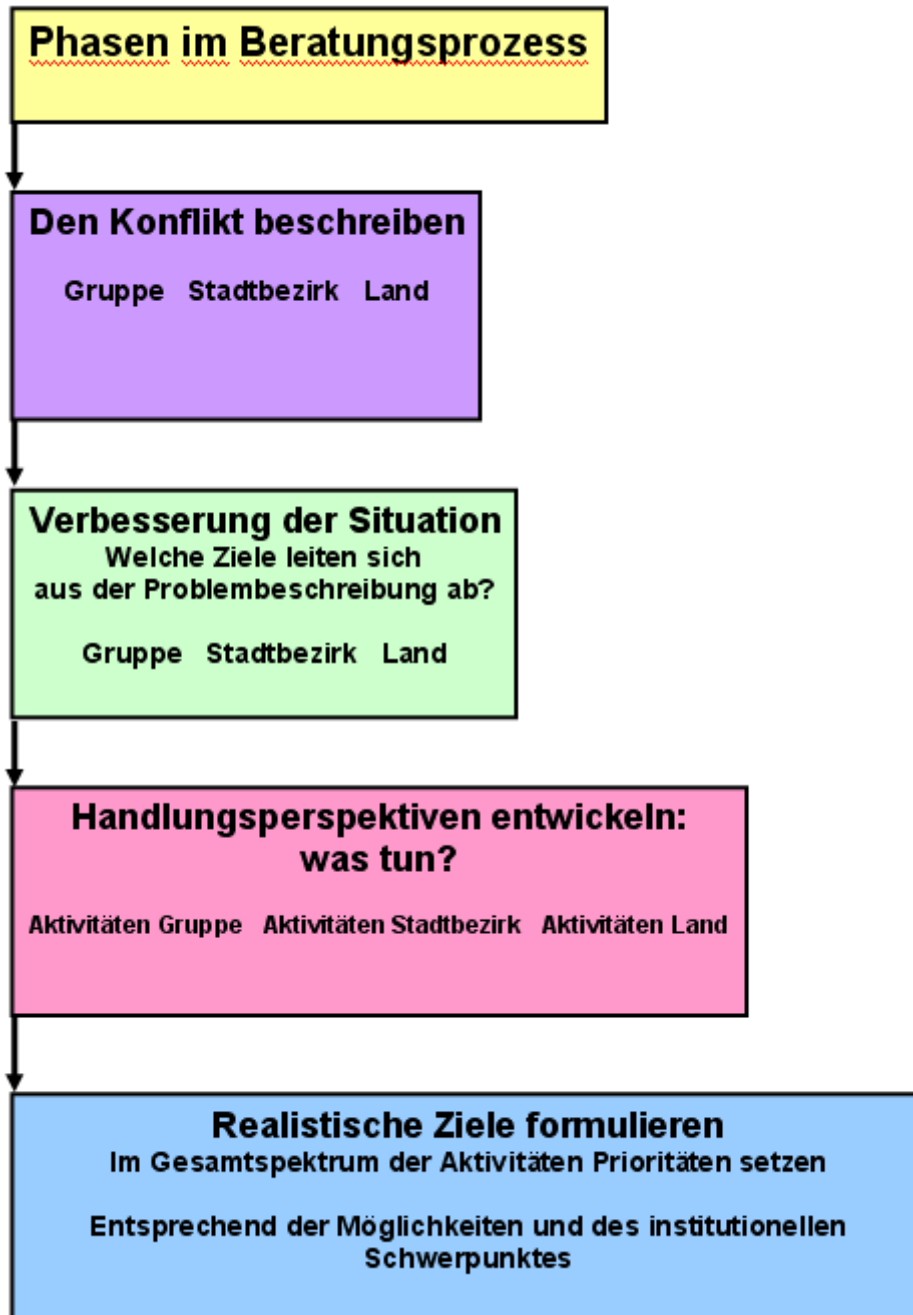 Phasen im Beratungsprozess
Den Konflikt beschreiben
Gruppe Stadtbezirk Land
Verbesserung der Situation
Welche Ziele leiten sich
aus der Problembeschreibung ab?
Gruppe Stadtbezirk Land
Handlungsperspektiven entwickeln:
was tun?
Aktivitäten Gruppe Aktivitäten Stadtbezirk Aktivitäten Land
Realistische Ziele formulieren
Im Gesamtspektrum der Aktivitäten Prioritäten setzen
Entsprechend der Möglichkeiten und des institutionellen
Schwerpunktes